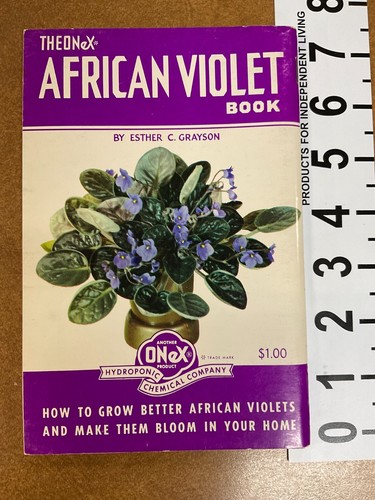 THE ONeX®
AFRICAN VIOLET
BOOK
BY ESTHER C. GRAYSON
ANOTHER
ONeX®
PRODUCT
☆ TRADE MARK
$1.00
HYDROPONIC
CHEMICAL COMPANY
HOW TO GROW BETTER AFRICAN VIOLETS
AND MAKE THEM BLOOM IN YOUR HOME
PRODUCTS FOR INDEPENDENT LIVING
0 1 2 3 4 5 6 7 8